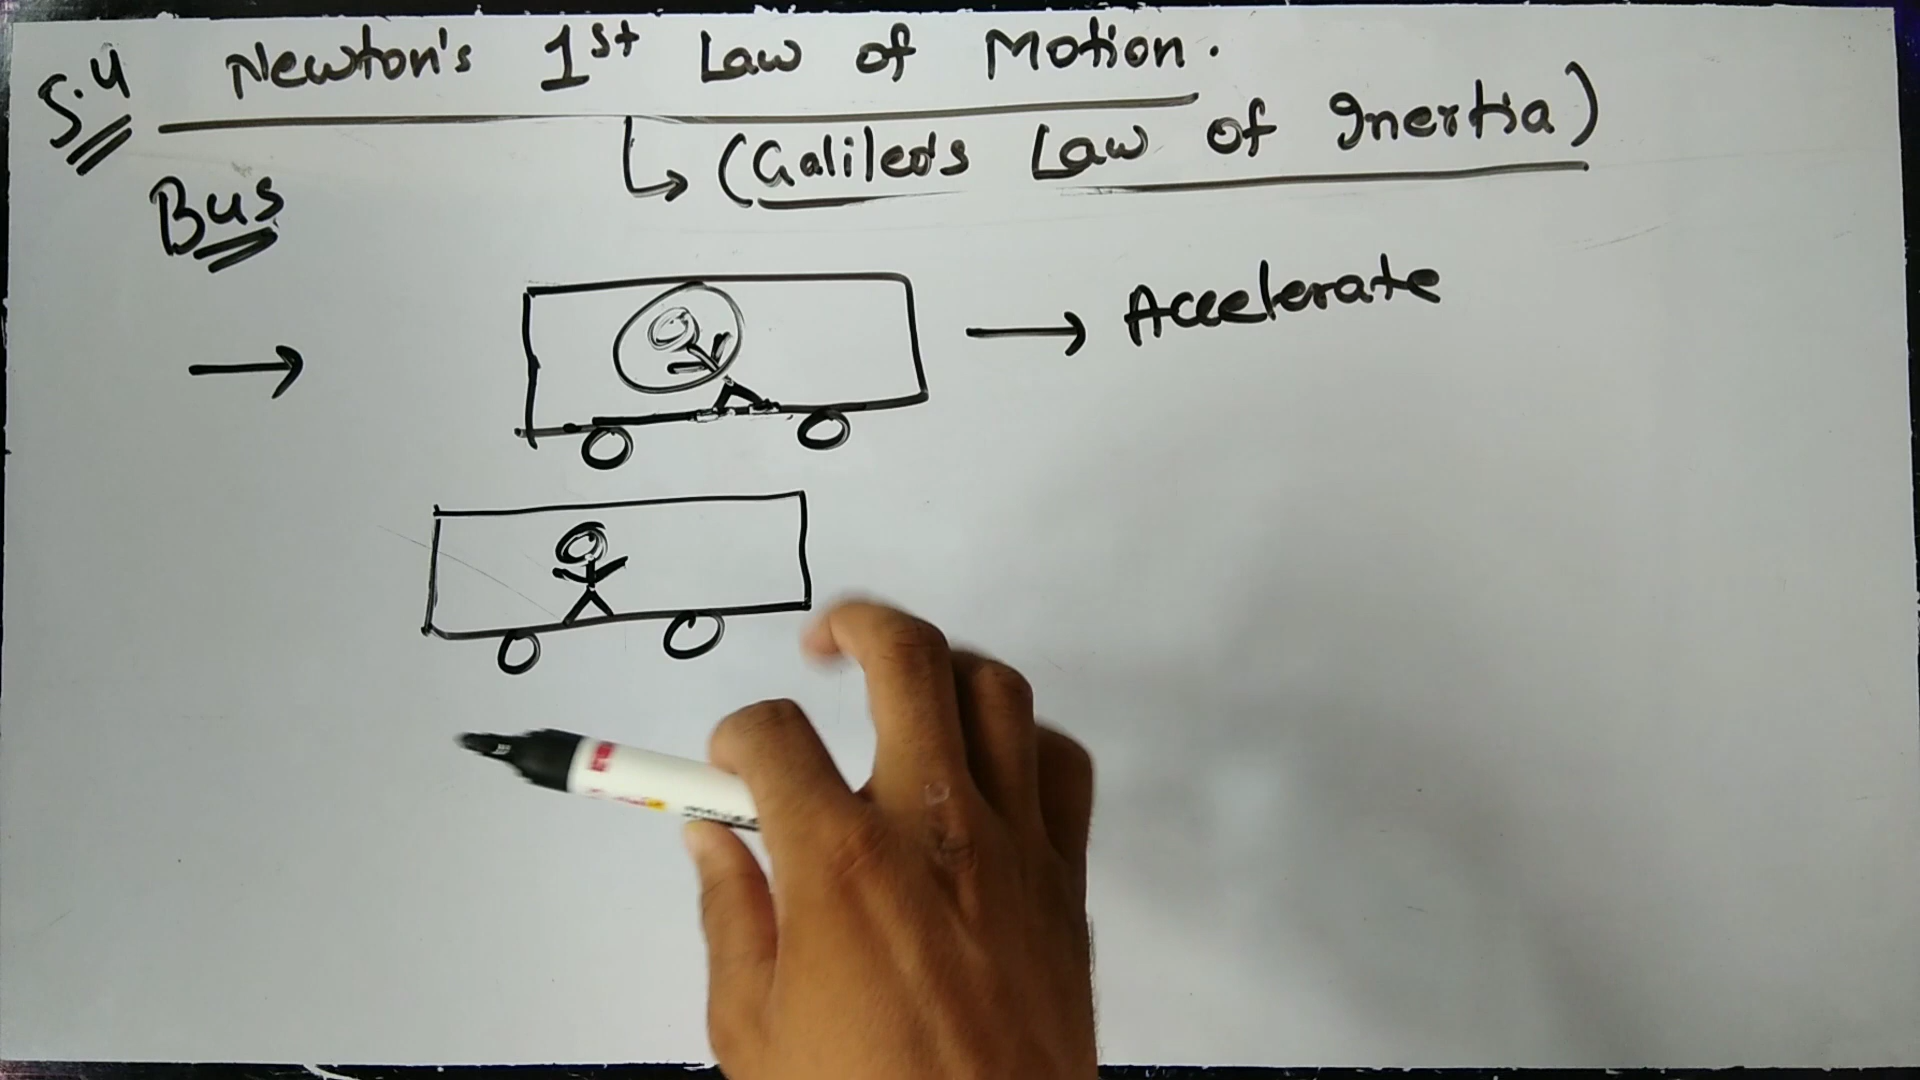 5.4 Newton's 1st Law of Motion.
↳ (Galileo's Law of Inertia)
Bus
→ → Accelerate